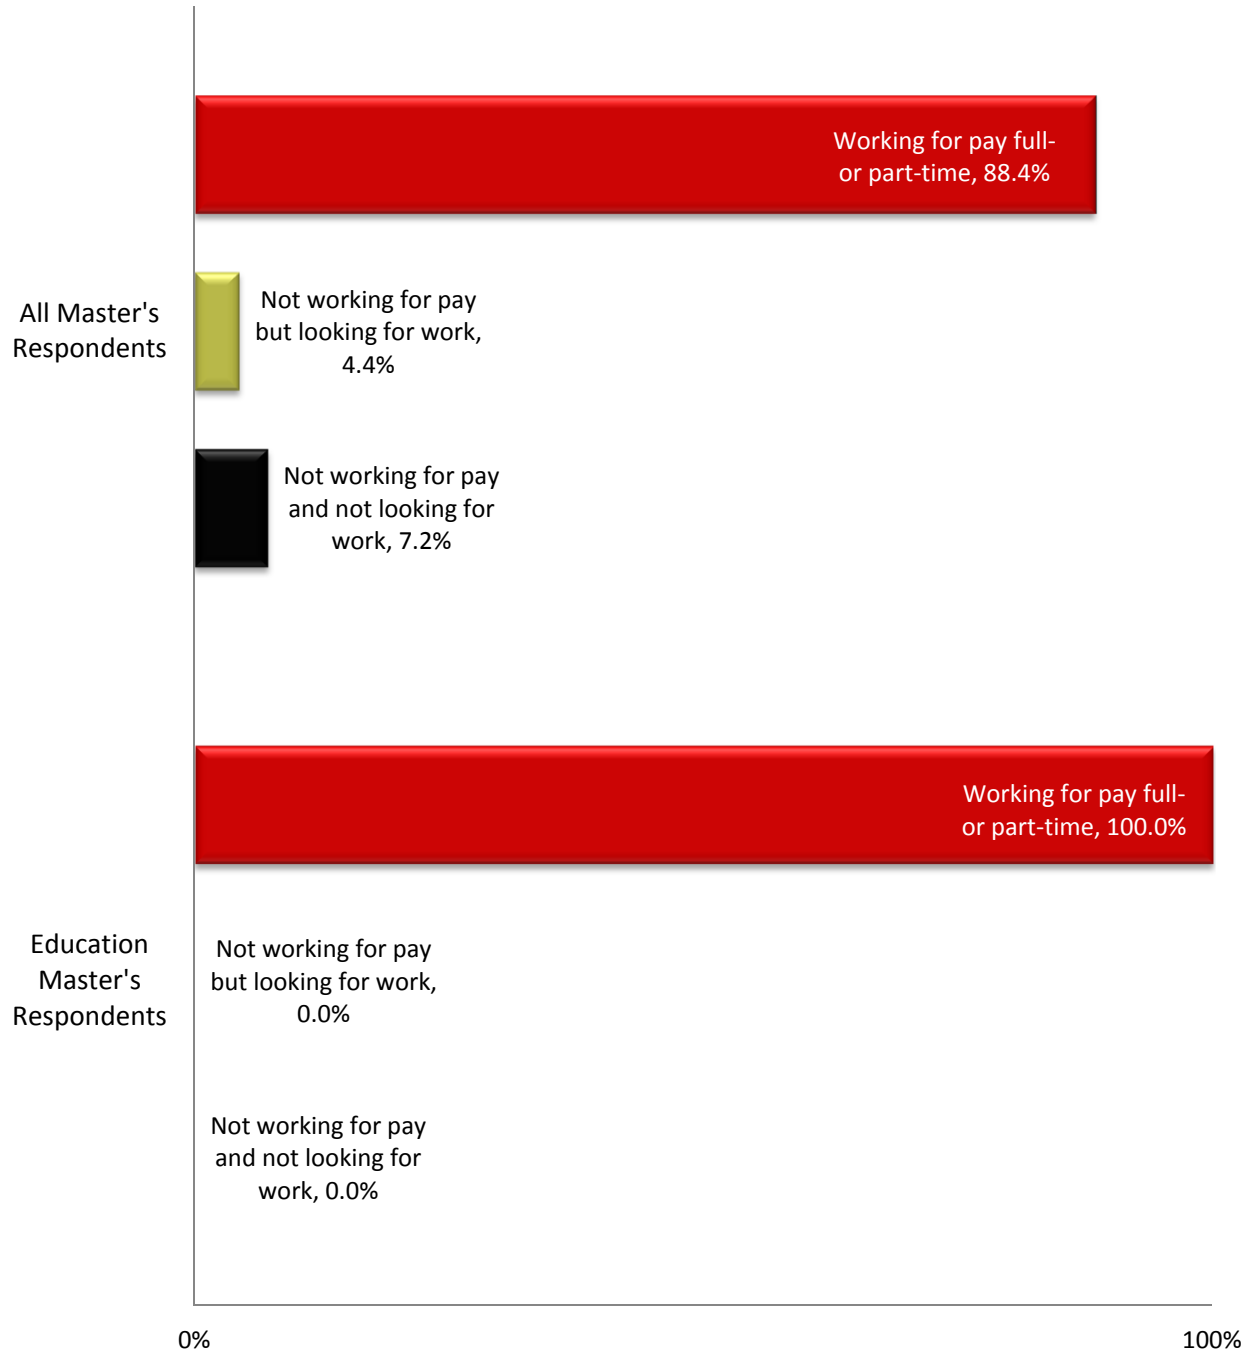 Working for pay full-
or part-time, 88.4%
All Master's
Respondents
Not working for pay
but looking for work,
4.4%
Not working for pay
and not looking for
work, 7.2%
Working for pay full-
or part-time, 100.0%
Education
Master's
Respondents
Not working for pay
but looking for work,
0.0%
Not working for pay
and not looking for
work, 0.0%
0%
100%